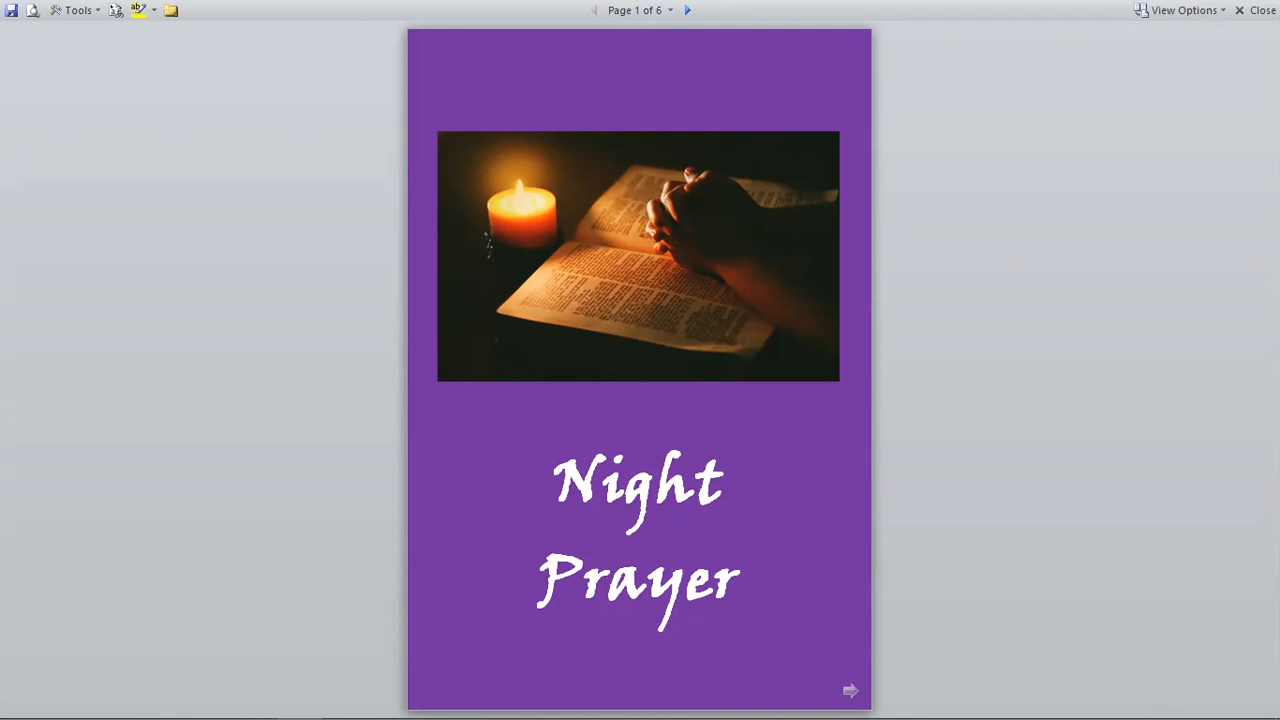 Tools
Page 1 of 6
View Options
Close
Night
Prayer